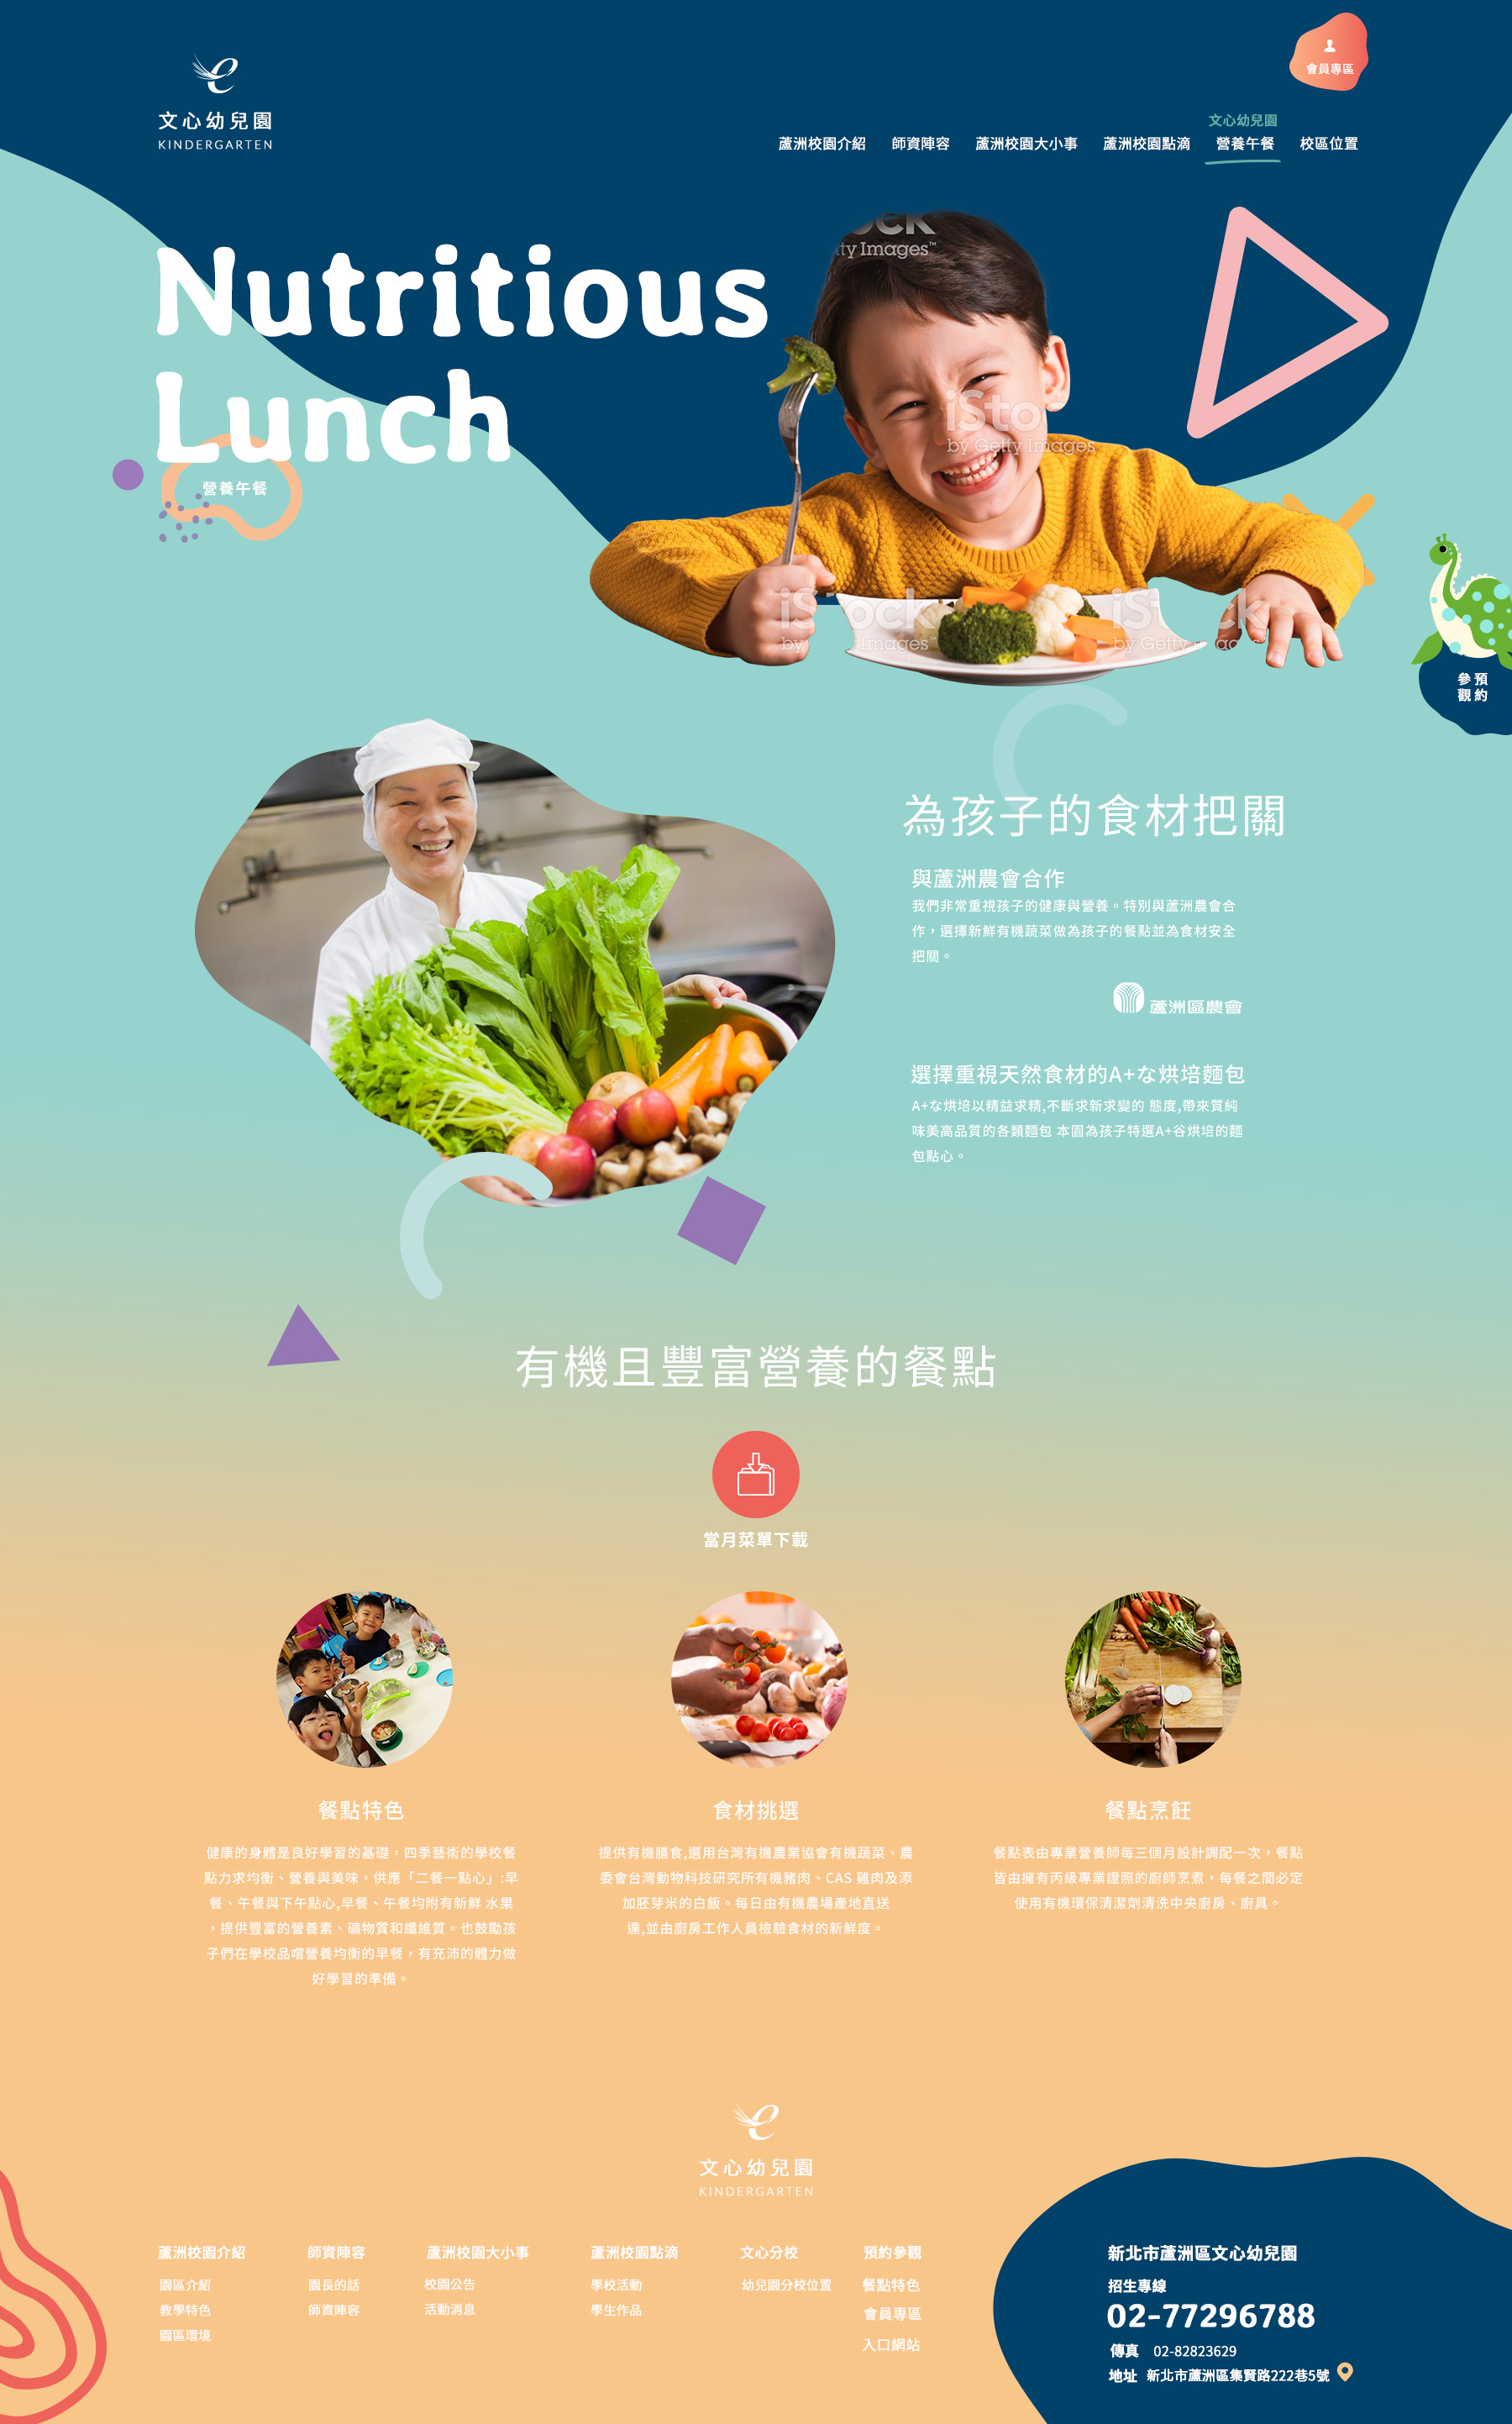 會員專區
文心幼兒園
KINDERGARTEN
文心幼兒園
蘆洲校園介紹 師資陣容 蘆洲校園大小事 蘆洲校園點滴 營養午餐 校區位置
Nutritious
Lunch
營養午餐
iStock
by Getty Images™
iStock
by Getty Images
iStock
by Getty Images™
iStock
by Getty Images
預約
參觀
為孩子的食材把關
與蘆洲農會合作
我們非常重視孩子的健康與營養。特別與蘆洲農會合
作，選擇新鮮有機蔬菜做為孩子的餐點並為食材安全
把關。
蘆洲區農會
選擇重視天然食材的A+な烘培麵包
A+な烘培以精益求精,不斷求新求變的 態度,帶來質純
味美高品質的各類麵包 本園為孩子特選A+谷烘培的麵
包點心。
有機且豐富營養的餐點
當月菜單下載
餐點特色
健康的身體是良好學習的基礎，四季藝術的學校餐
點力求均衡、營養與美味，供應「二餐一點心」:早
餐、午餐與下午點心,早餐、午餐均附有新鮮 水果
，提供豐富的營養素、礦物質和纖維質。也鼓勵孩
子們在學校品嚐營養均衡的早餐，有充沛的體力做
好學習的準備。
食材挑選
提供有機膳食,選用台灣有機農業協會有機蔬菜、農
委會台灣動物科技研究所有機豬肉、CAS 雞肉及添
加胚芽米的白飯。每日由有機農場產地直送
達,並由廚房工作人員檢驗食材的新鮮度。
餐點烹飪
餐點表由專業營養師每三個月設計調配一次，餐點
皆由擁有丙級專業證照的廚師烹煮，每餐之間必定
使用有機環保清潔劑清洗中央廚房、廚具。
文心幼兒園
KINDERGARTEN
蘆洲校園介紹
園區介紹
教學特色
園區環境
師資陣容
園長的話
師資陣容
蘆洲校園大小事
校園公告
活動消息
蘆洲校園點滴
學校活動
學生作品
文心分校
幼兒園分校位置
預約參觀
餐點特色
會員專區
入口網站
新北市蘆洲區文心幼兒園
招生專線
02-77296788
傳真 02-82823629
地址 新北市蘆洲區集賢路222巷5號